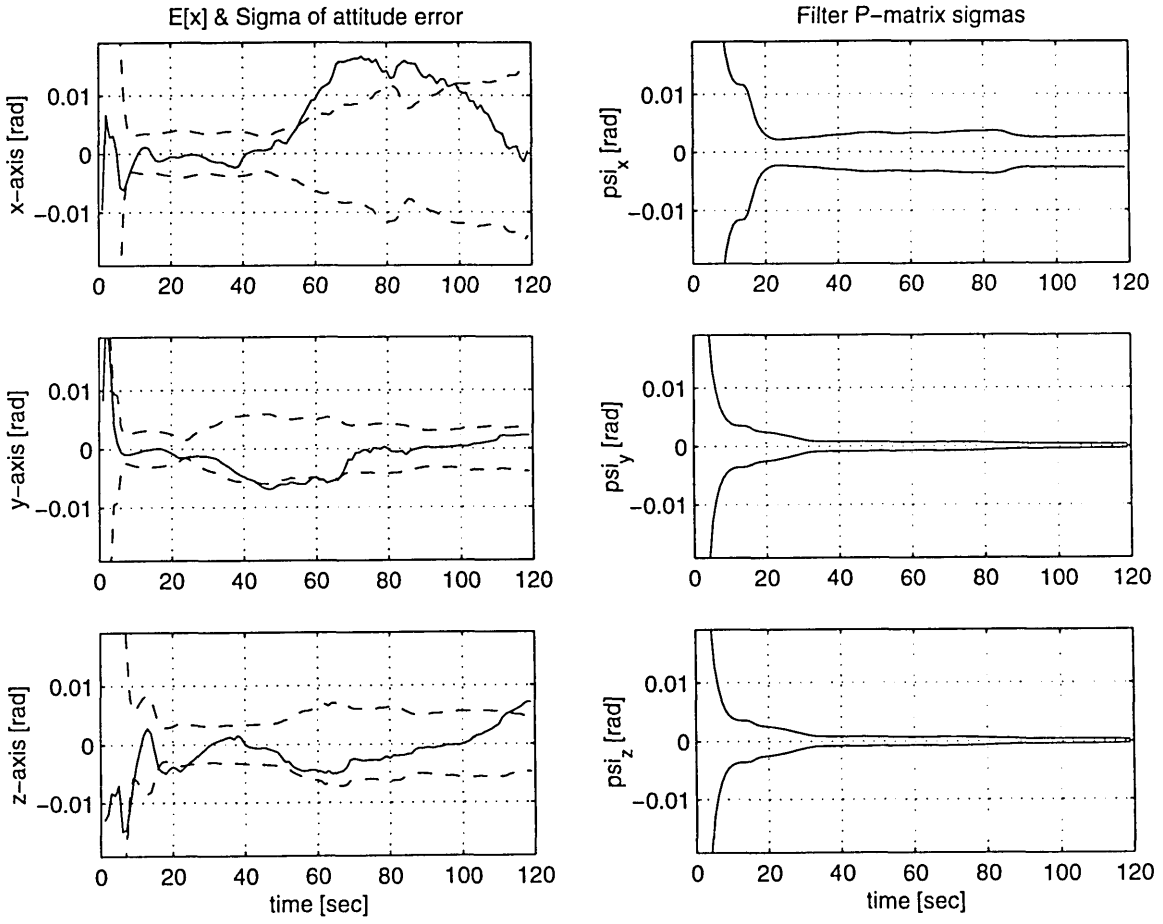 E[x] & Sigma of attitude error
x-axis [rad]
0.01
0
-0.01
0 20 40 60 80 100 120
Filter P-matrix sigmas
psi_x [rad]
0.01
0
-0.01
0 20 40 60 80 100 120
y-axis [rad]
0.01
0
-0.01
0 20 40 60 80 100 120
psi_y [rad]
0.01
0
-0.01
0 20 40 60 80 100 120
z-axis [rad]
0.01
0
-0.01
0 20 40 60 80 100 120
time [sec]
psi_z [rad]
0.01
0
-0.01
0 20 40 60 80 100 120
time [sec]